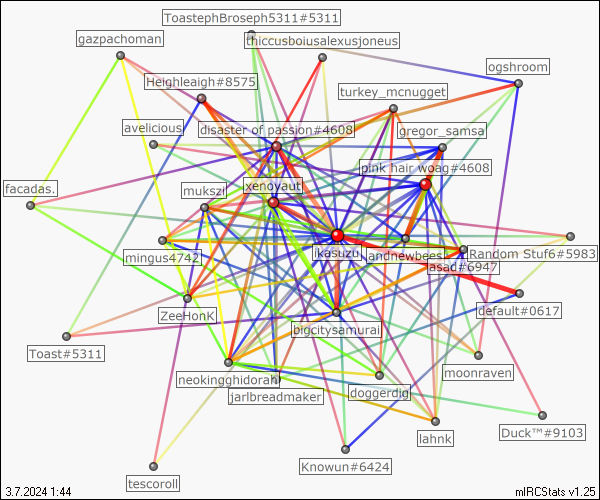 ToastephBroseph5311#5311
gazpachoman
thiccusboiusalexusjoneus
ogshroom
Heighleaigh#8575
turkey_mcnugget
avelicious
disaster of passion#4608
gregor_samsa
pink hair wgag#4608
facadas.
mukszi
xenoyaut
mingus4742
ikasuzu
andnewbees
asad#6947
Random Stuf6#5983
ZeeHonK
default#0617
bigcitysamurai
Toast#5311
neokingghidorah
jarlbreadmaker
doggerdig
moonraven
lahnk
Duck™#9103
Knowun#6424
tescoroll
3.7.2024 1:44
mIRCStats v1.25